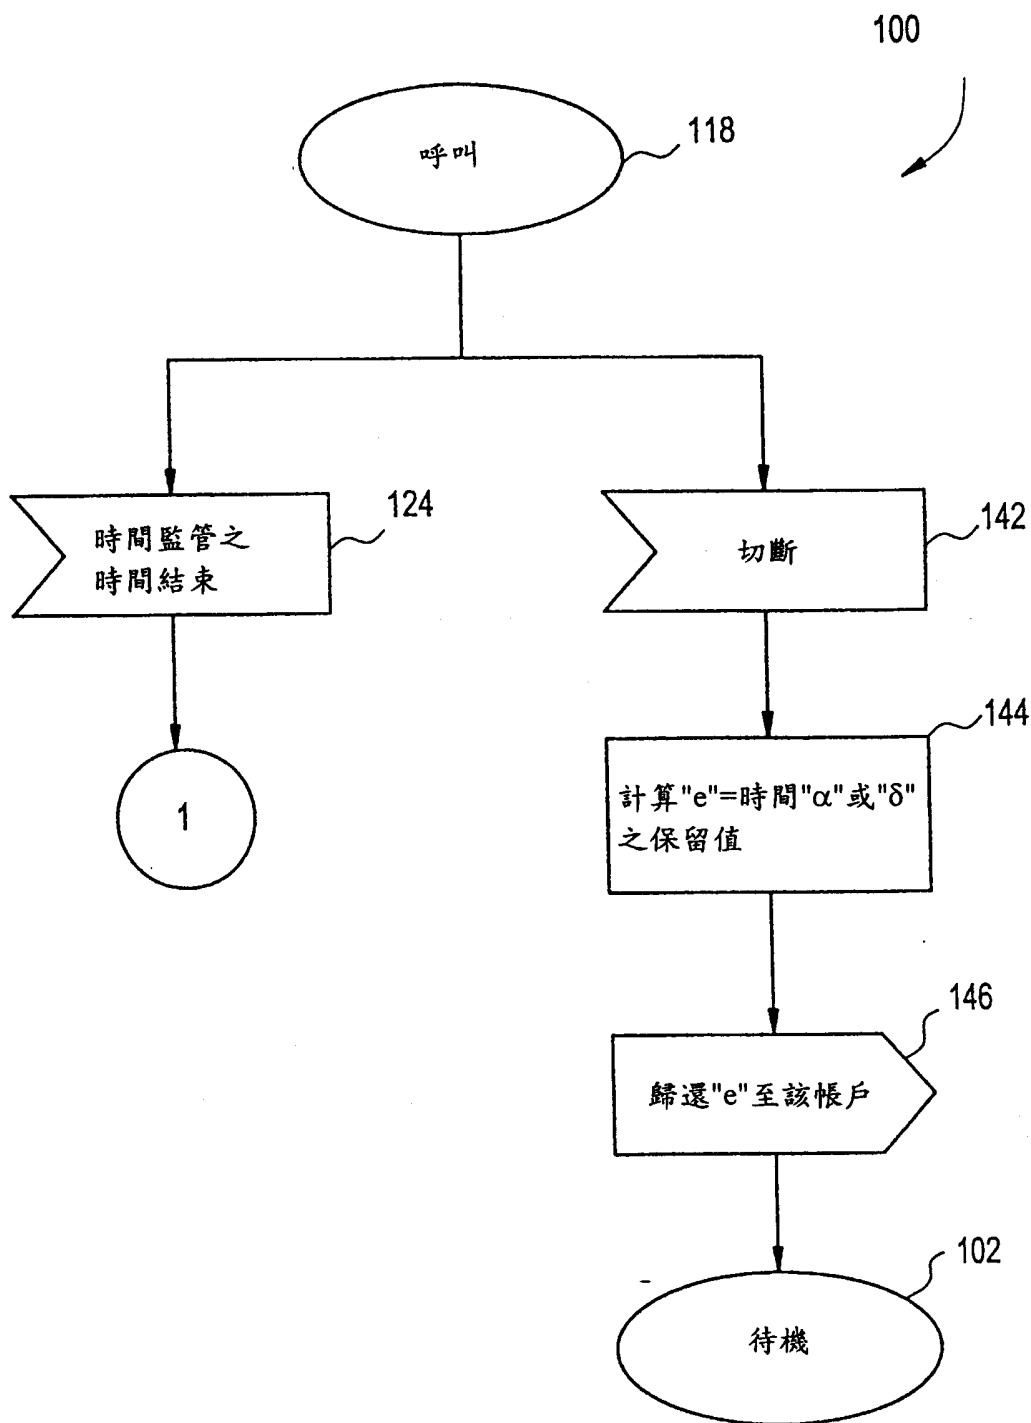 100
呼叫
118
時間監管之
時間結束
124
切斷
142
1
144
計算"e"=時間"α"或"δ"
之保留值
146
歸還"e"至該帳戶
102
待機